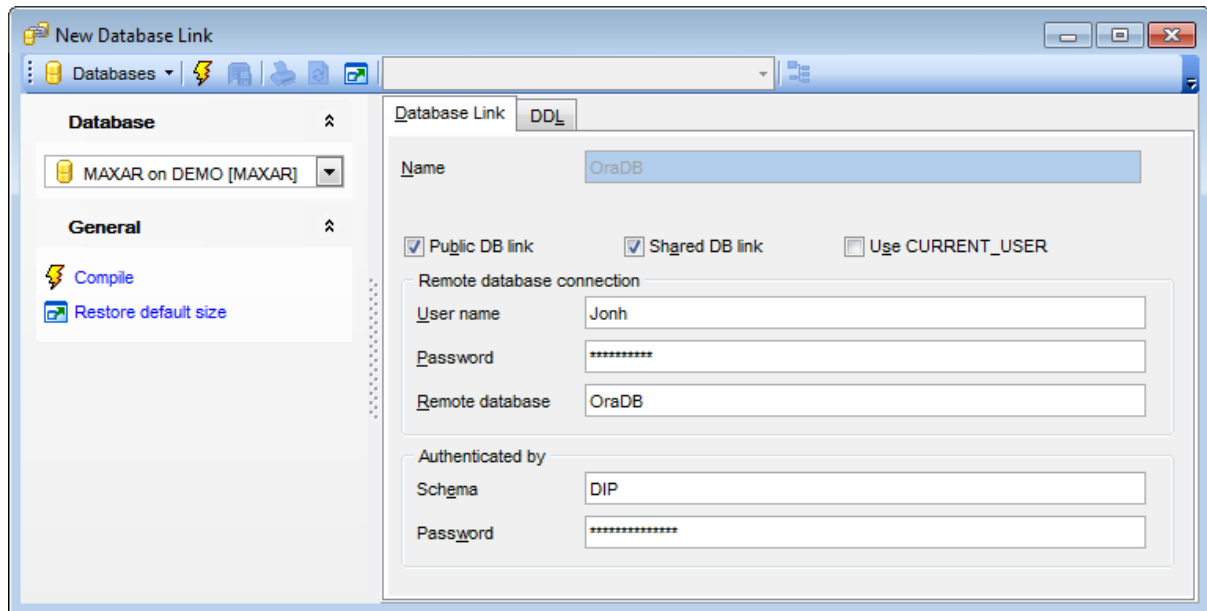 New Database Link
Databases
Database
MAXAR on DEMO [MAXAR]
General
Compile
Restore default size
Database Link
DDL
Name
OraDB
Public DB link
Shared DB link
Use CURRENT_USER
Remote database connection
User name
Jonh
Password
**********
Remote database
OraDB
Authenticated by
Schema
DIP
Password
**************